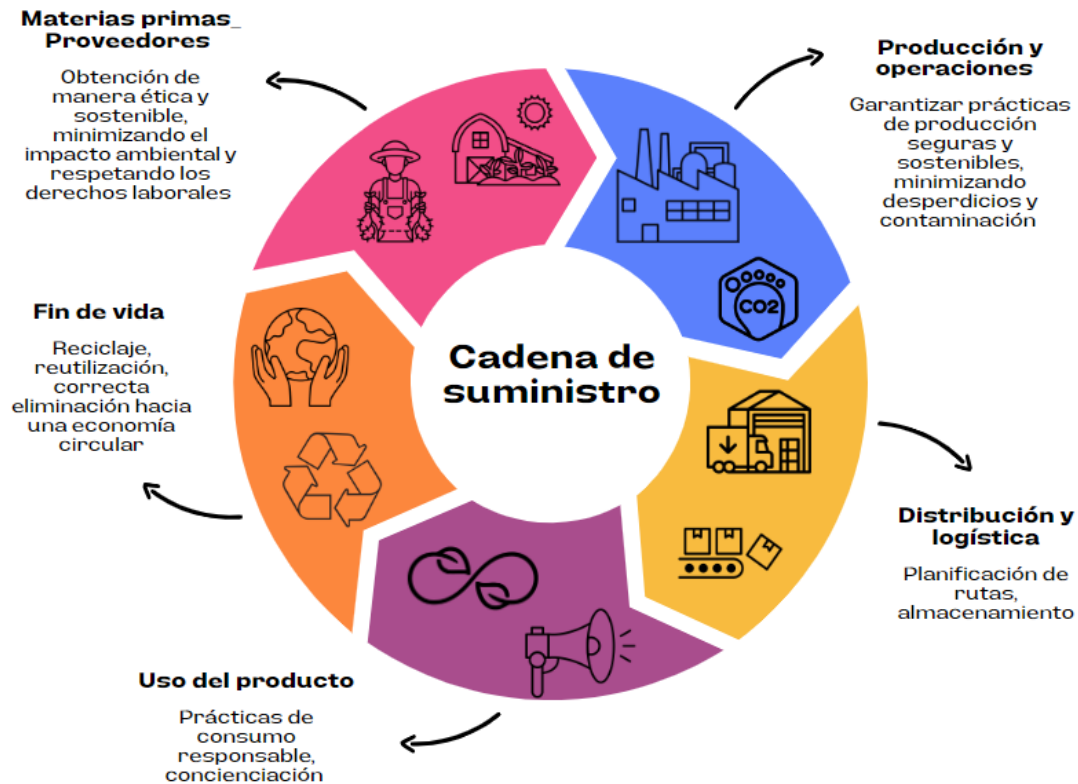 Materias primas_
Proveedores
Obtención de
manera ética y
sostenible,
minimizando el
impacto ambiental y
respetando los
derechos laborales
Producción y
operaciones
Garantizar prácticas
de producción
seguras y
sostenibles,
minimizando
desperdicios y
contaminación
CO2
Cadena de
suministro
Distribución y
logística
Planificación de
rutas,
almacenamiento
Uso del producto
Prácticas de
consumo
responsable,
concienciación
Fin de vida
Reciclaje,
reutilización,
correcta
eliminación hacia
una economía
circular